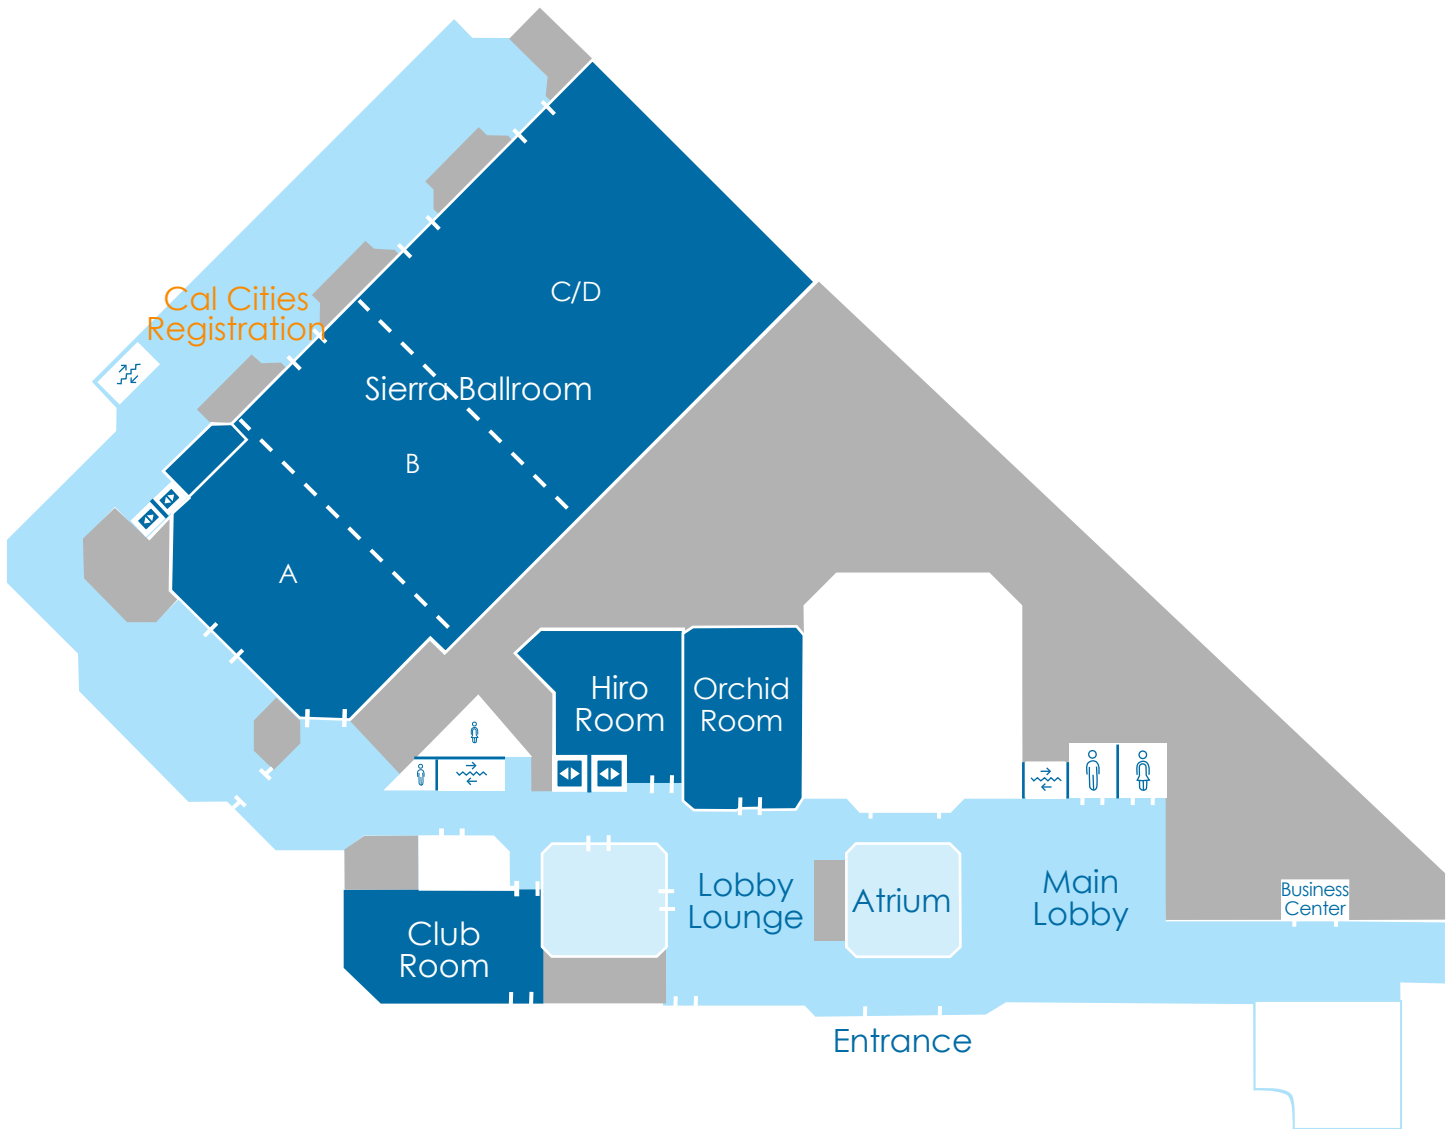 C/D
Cal Cities
Registration
Sierra Ballroom
B
A
Hiro
Room
Orchid
Room
Lobby
Lounge
Atrium
Main
Lobby
Business
Center
Club
Room
Entrance